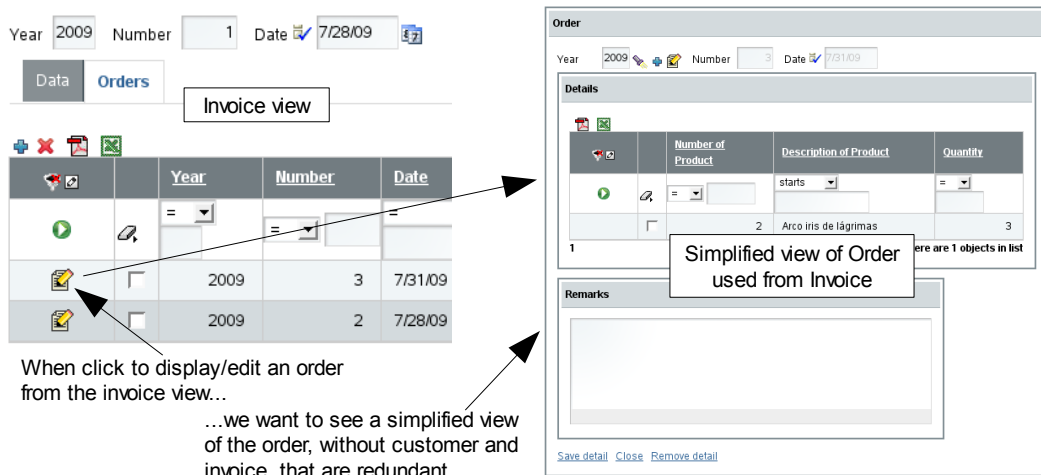 Year 2009 Number 1 Date 7/28/09
Data Orders
Invoice view
Year Number Date
= = =
2009 3 7/31/09
2009 2 7/28/09
When click to display/edit an order
from the invoice view...
...we want to see a simplified view
of the order, without customer and
invoice, that are redundant
Order
Year 2009 Number 3 Date 7/31/09
Details
Number of
Product
Description of Product
Quantity
= starts =
2 Arco iris de lágrimas 3
1 ere are 1 objects in list
Simplified view of Order
used from Invoice
Remarks
Save detail Close Remove detail